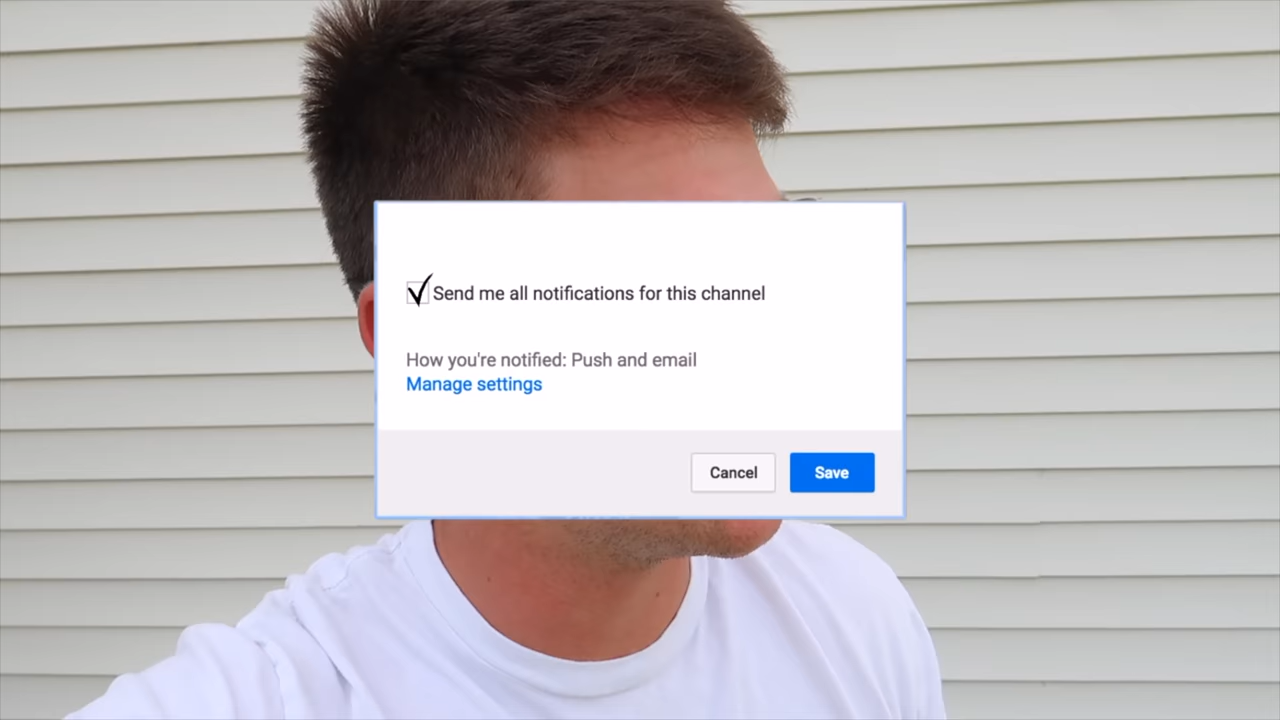 Send me all notifications for this channel
How you're notified: Push and email
Manage settings
Cancel
Save